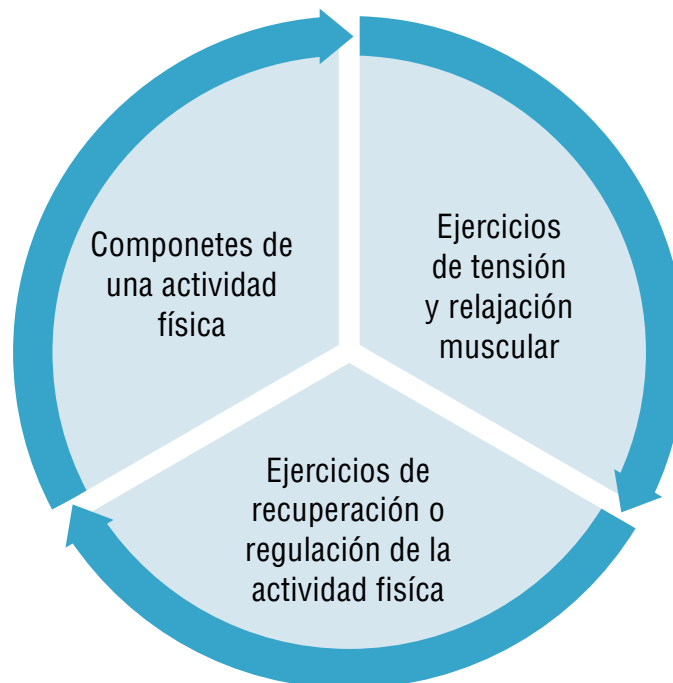 Componetes de
una actividad
física
Ejercicios
de tensión
y relajación
muscular
Ejercicios de
recuperación o
regulación de la
actividad fisíca